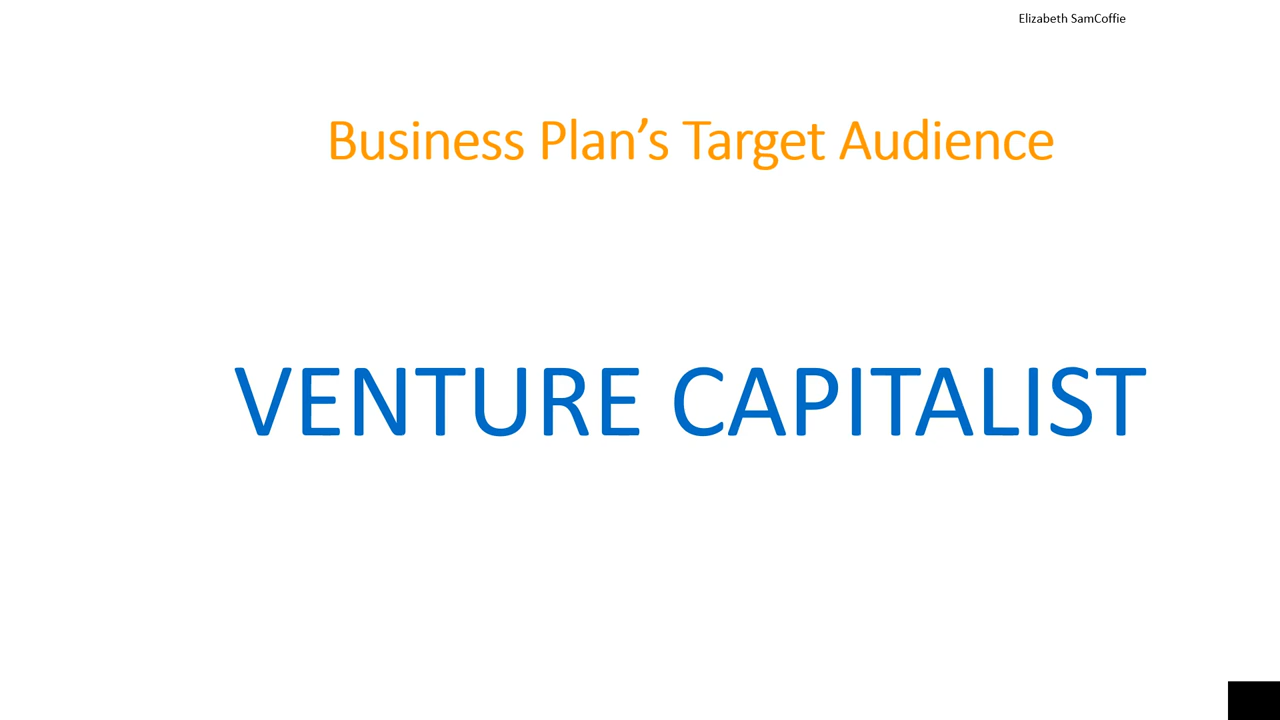 Elizabeth SamCoffie
Business Plan’s Target Audience
VENTURE CAPITALIST